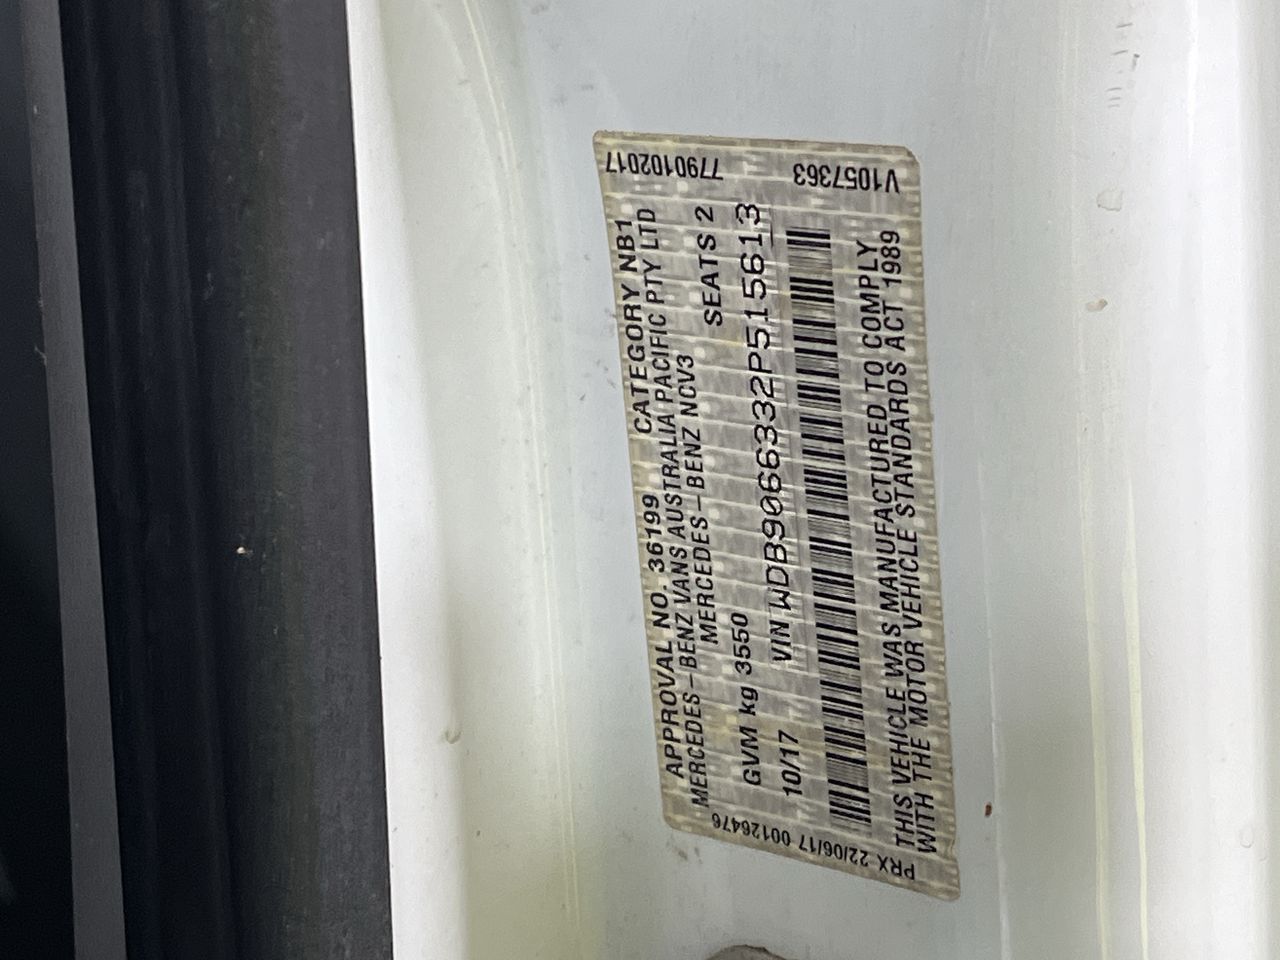 APPROVAL NO. 36199 CATEGORY NB1
MERCEDES-BENZ VANS AUSTRALIA PACIFIC PTY LTD
MERCEDES-BENZ NCV3
GVM kg 3550 SEATS 2
10/17 VIN WDB9066332P515613
THIS VEHICLE WAS MANUFACTURED TO COMPLY
WITH THE MOTOR VEHICLE STANDARDS ACT 1989
PRX 22/06/17 00126476
7790102017
V1057363